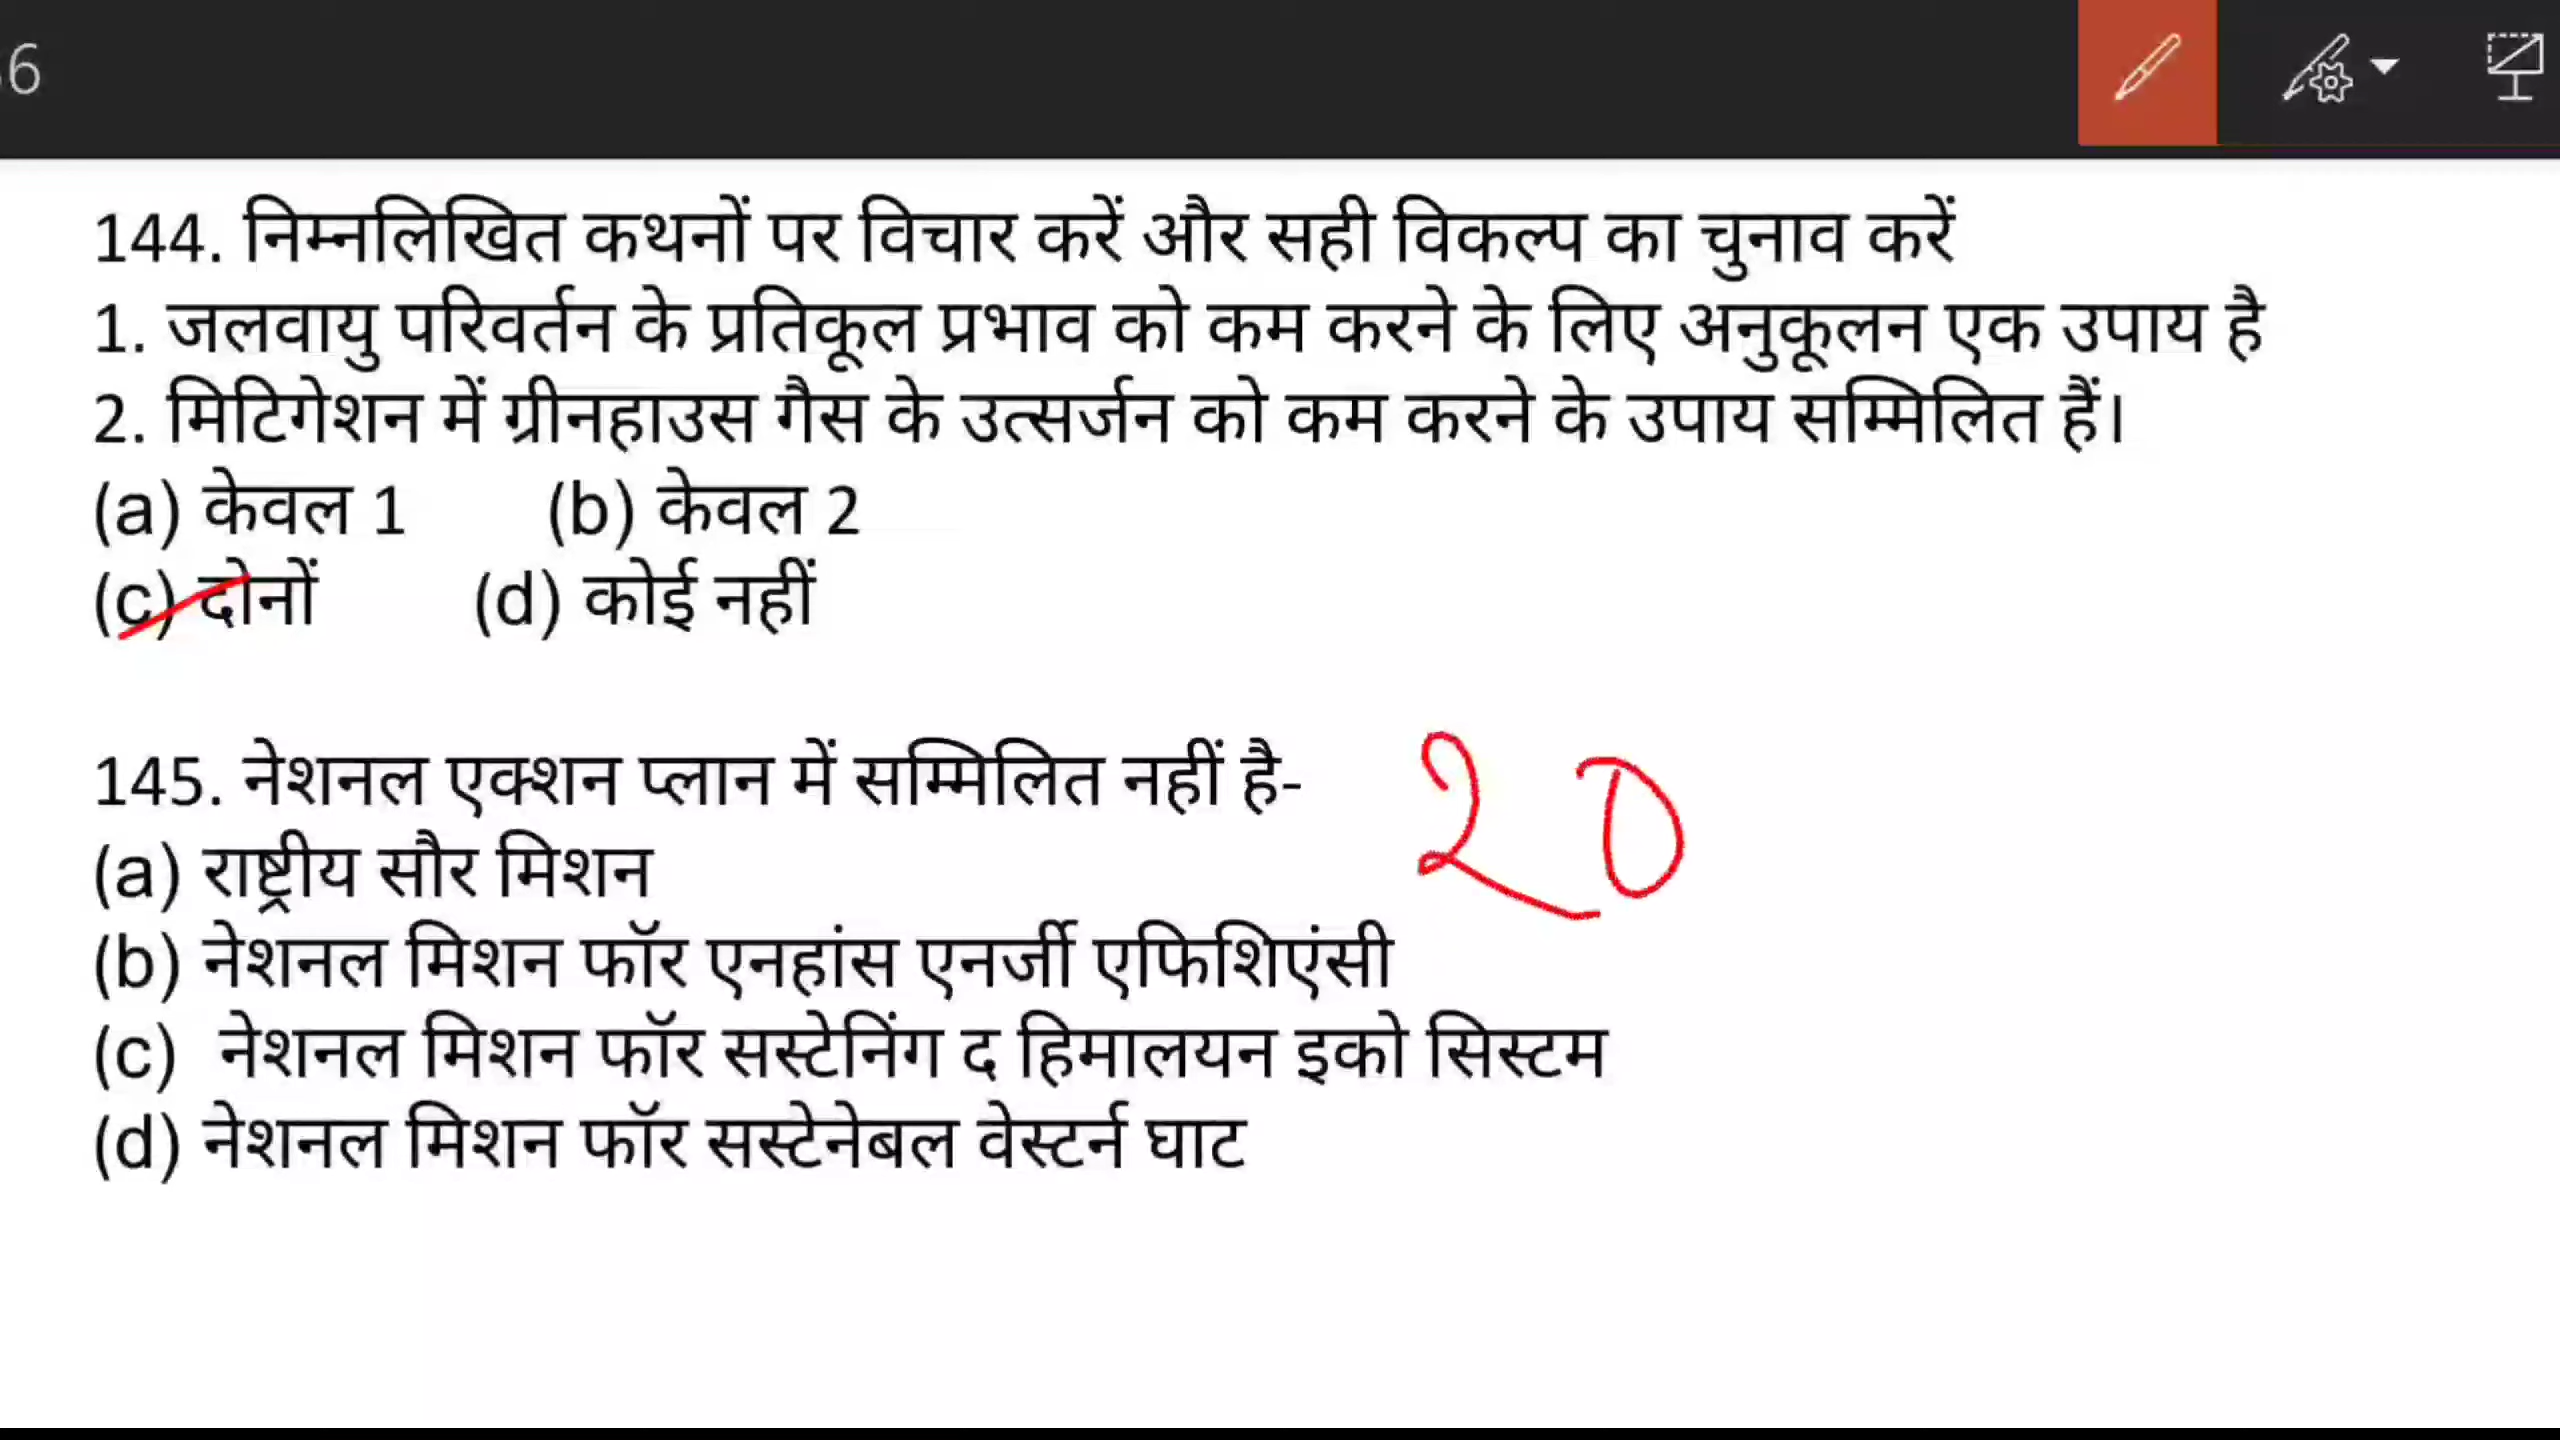 6
144. निम्नलिखित कथनों पर विचार करें और सही विकल्प का चुनाव करें
1. जलवायु परिवर्तन के प्रतिकूल प्रभाव को कम करने के लिए अनुकूलन एक उपाय है
2. मिटिगेशन में ग्रीनहाउस गैस के उत्सर्जन को कम करने के उपाय सम्मिलित हैं।
(a) केवल 1 (b) केवल 2
(c) दोनों (d) कोई नहीं
145. नेशनल एक्शन प्लान में सम्मिलित नहीं है-
20
(a) राष्ट्रीय सौर मिशन
(b) नेशनल मिशन फॉर एनहांस एनर्जी एफिशिएंसी
(c) नेशनल मिशन फॉर सस्टेनिंग द हिमालयन इको सिस्टम
(d) नेशनल मिशन फॉर सस्टेनेबल वेस्टर्न घाट